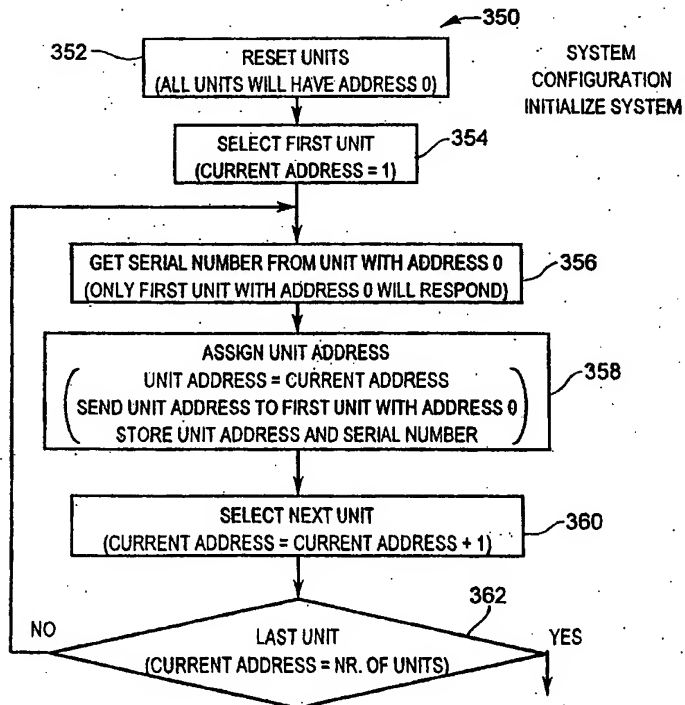 350
352
RESET UNITS
(ALL UNITS WILL HAVE ADDRESS 0)
SYSTEM
CONFIGURATION
INITIALIZE SYSTEM
354
SELECT FIRST UNIT
(CURRENT ADDRESS = 1)
GET SERIAL NUMBER FROM UNIT WITH ADDRESS 0
(ONLY FIRST UNIT WITH ADDRESS 0 WILL RESPOND)
356
ASSIGN UNIT ADDRESS
UNIT ADDRESS = CURRENT ADDRESS
SEND UNIT ADDRESS TO FIRST UNIT WITH ADDRESS 0
STORE UNIT ADDRESS AND SERIAL NUMBER
358
SELECT NEXT UNIT
(CURRENT ADDRESS = CURRENT ADDRESS + 1)
360
362
NO
LAST UNIT
(CURRENT ADDRESS = NR. OF UNITS)
YES